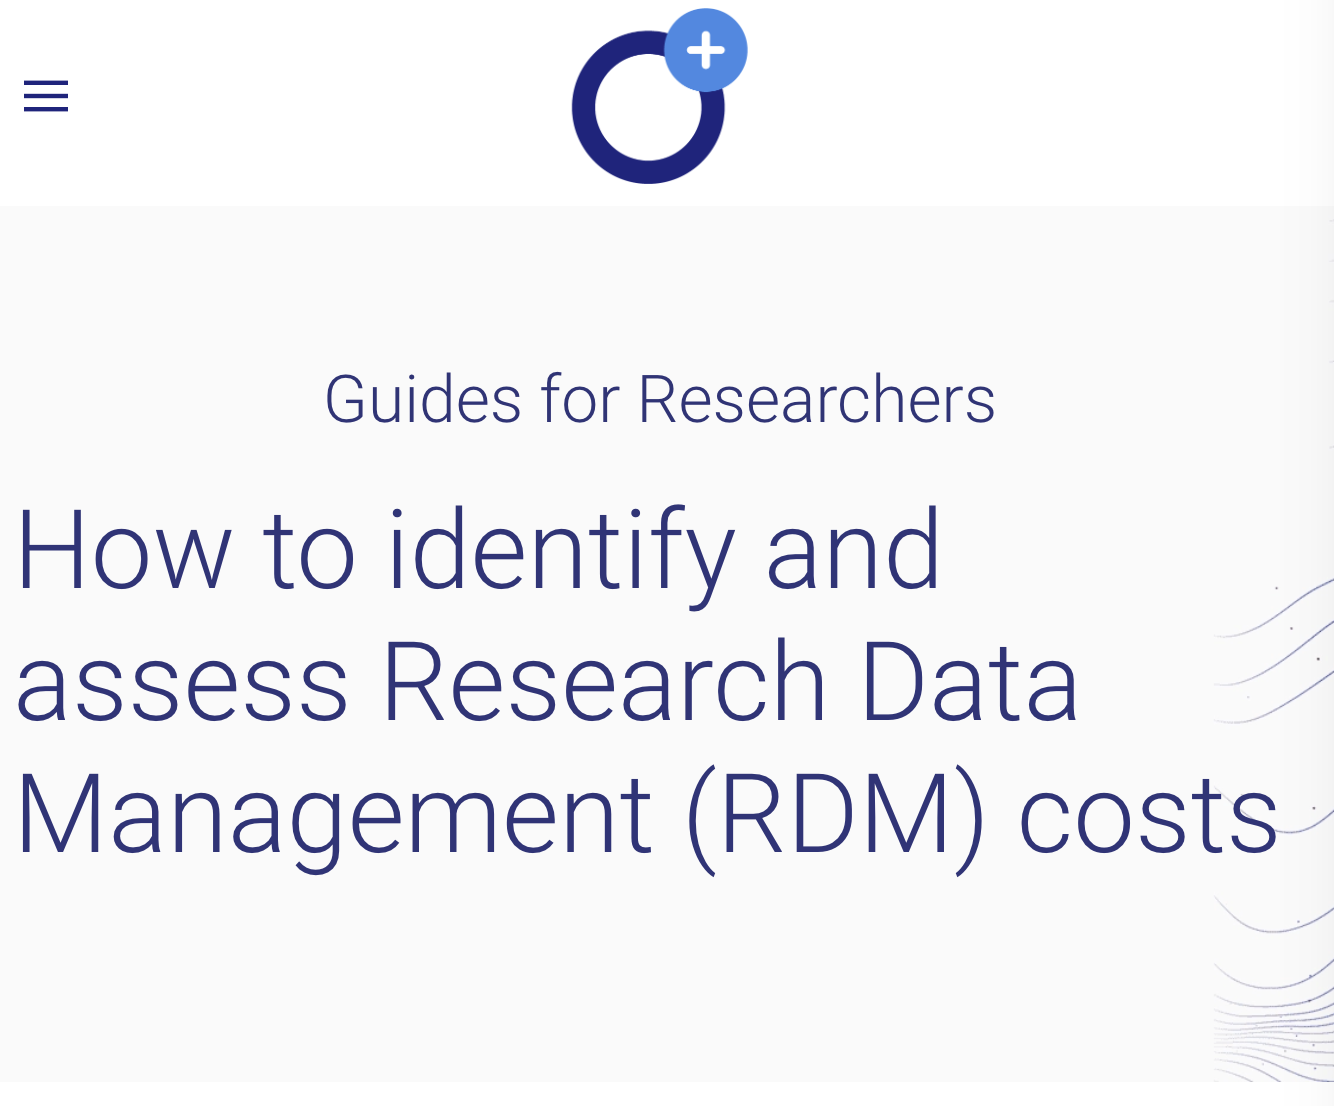 Guides for Researchers
How to identify and
assess Research Data
Management (RDM) costs